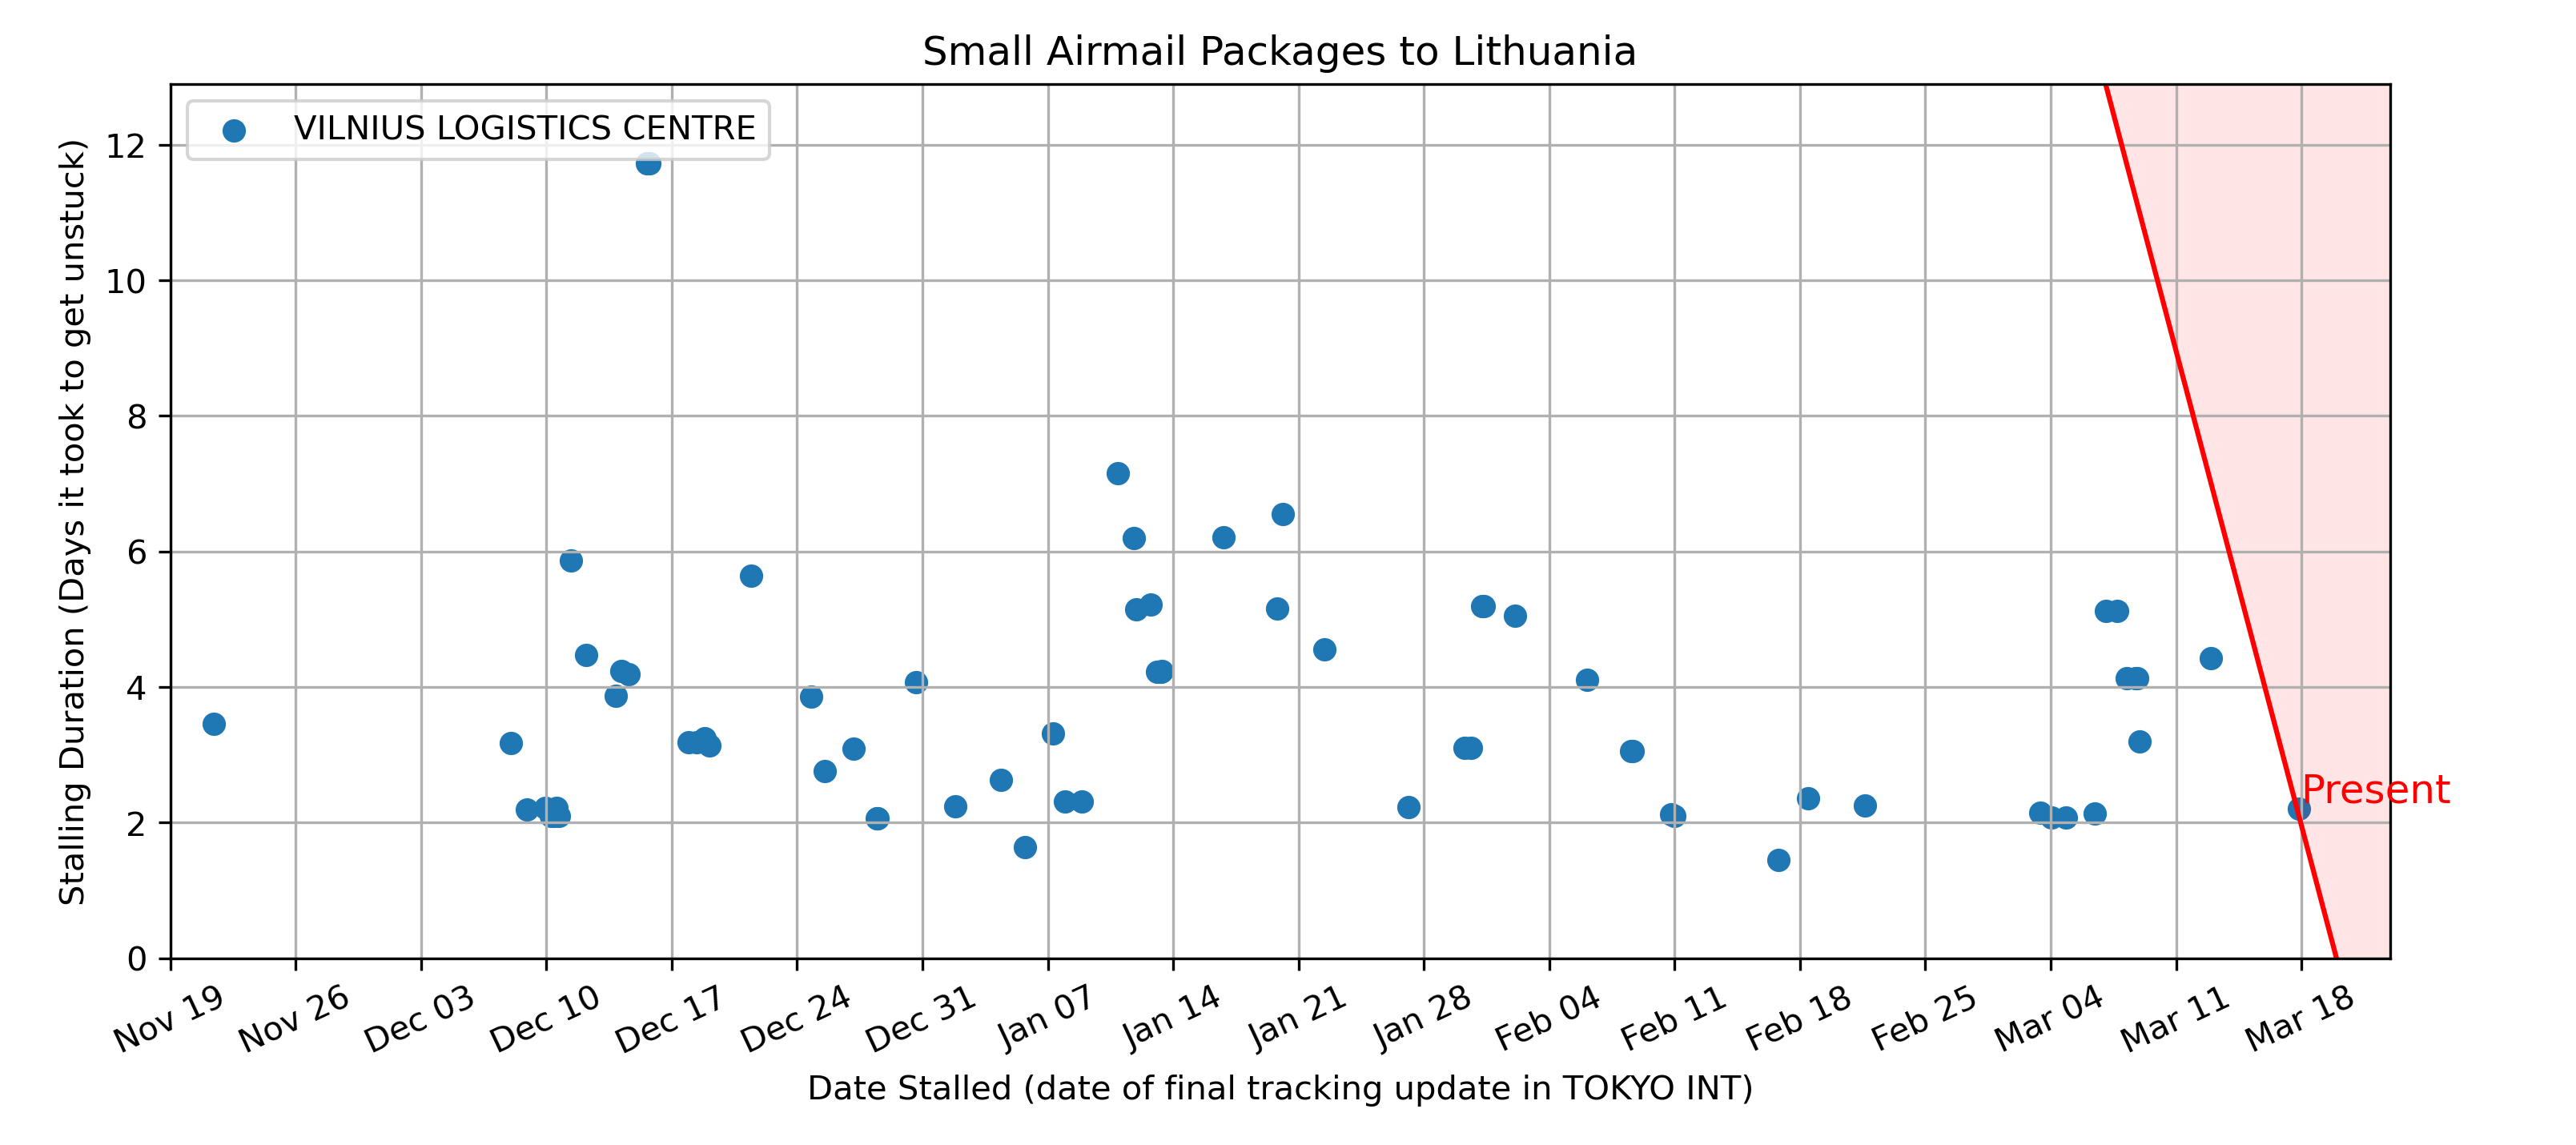 Small Airmail Packages to Lithuania
VILNIUS LOGISTICS CENTRE
Stalling Duration (Days it took to get unstuck)
12
10
8
6
4
2
0
Present
Nov 19
Nov 26
Dec 03
Dec 10
Dec 17
Dec 24
Dec 31
Jan 07
Jan 14
Jan 21
Jan 28
Feb 04
Feb 11
Feb 18
Feb 25
Mar 04
Mar 11
Mar 18
Date Stalled (date of final tracking update in TOKYO INT)